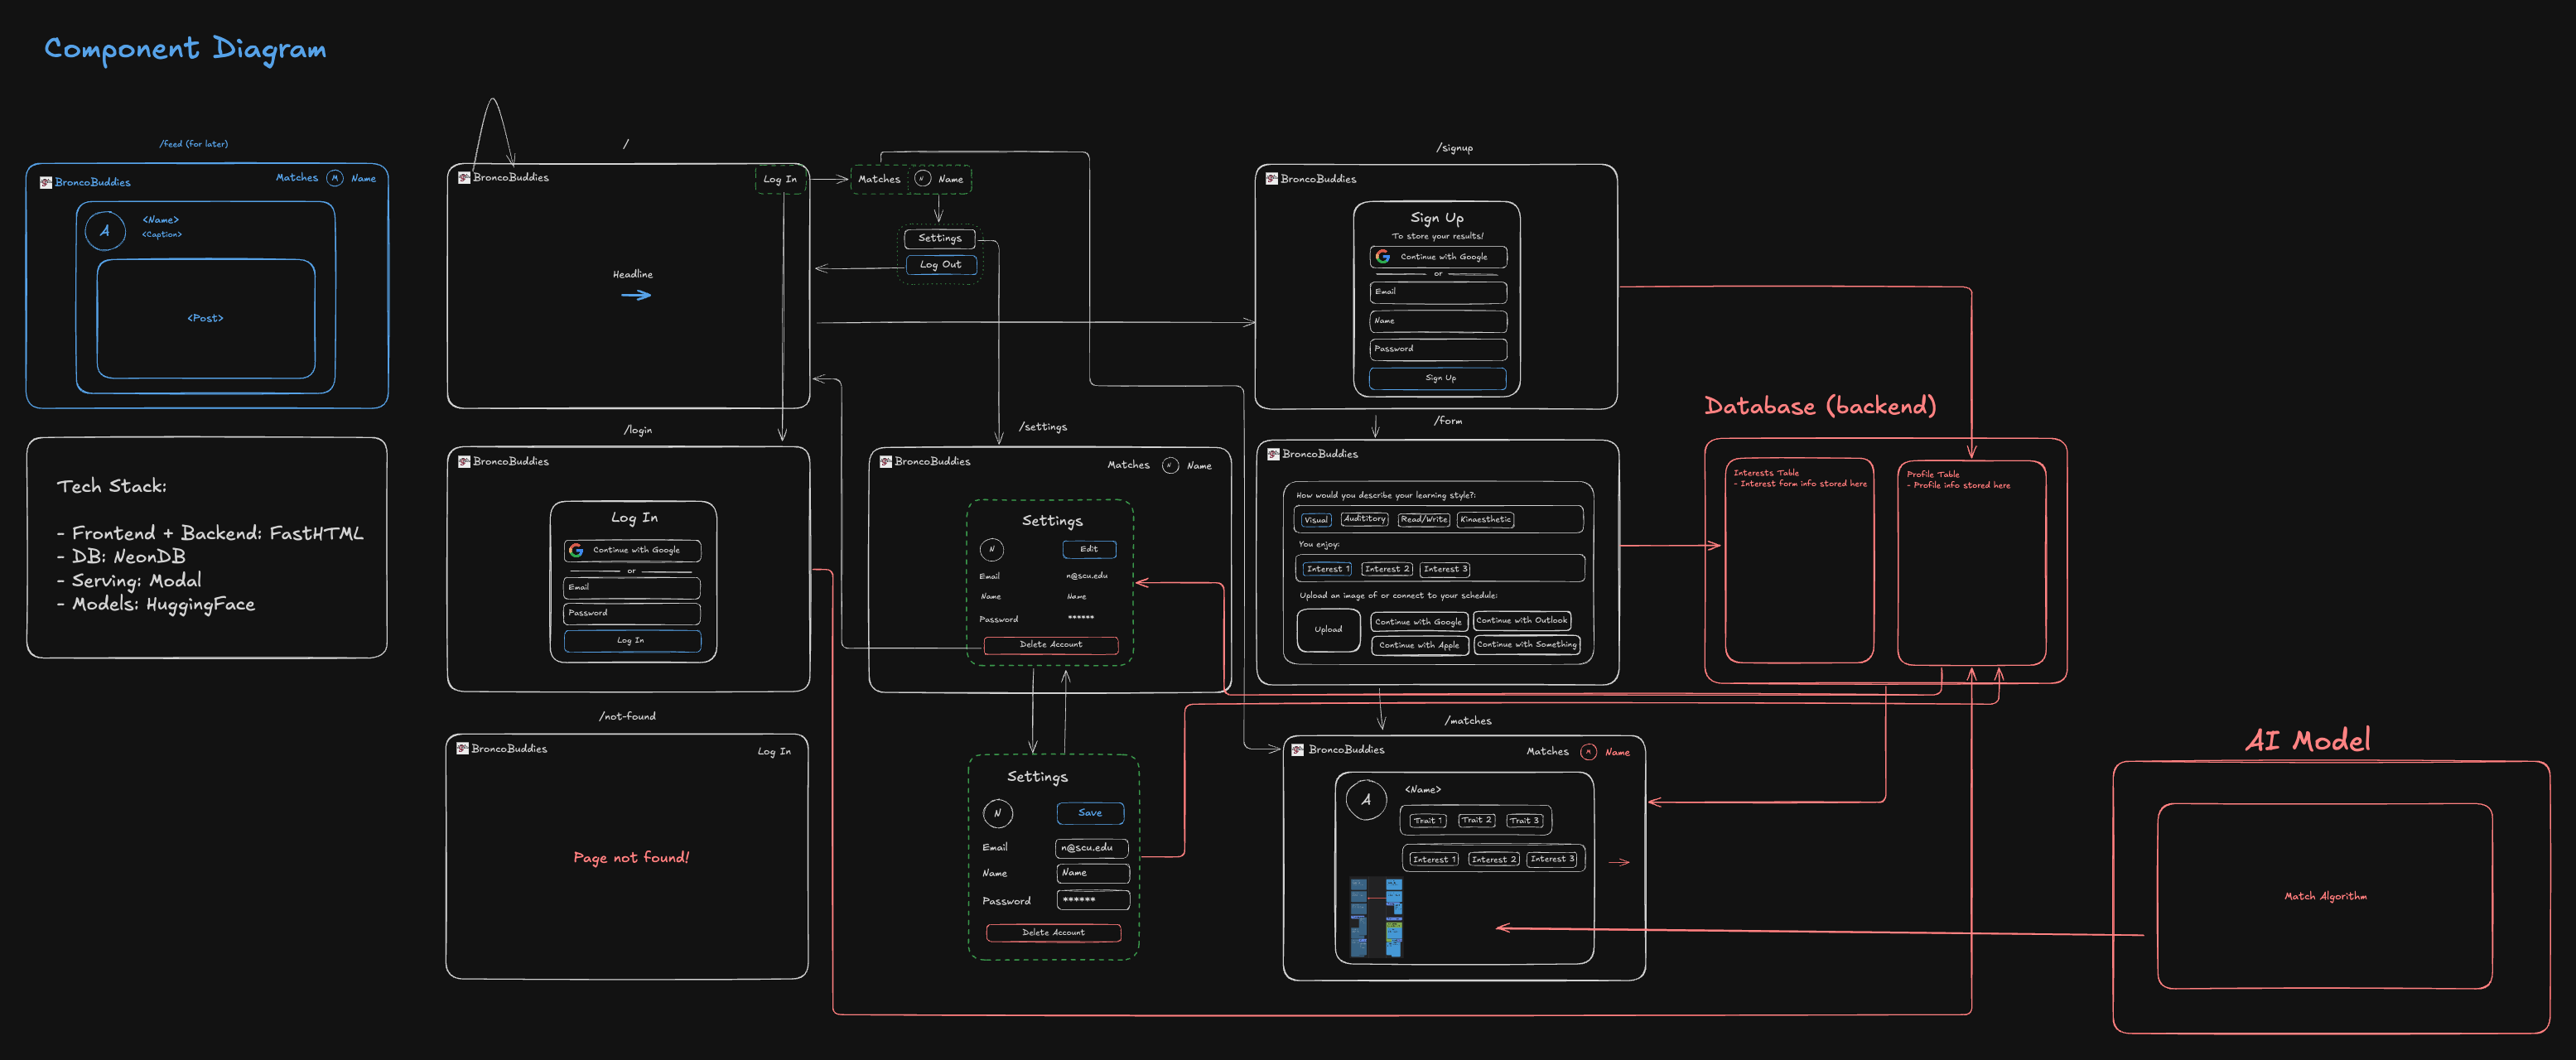 Component Diagram
/feed (for later)
BroncoBuddies
Matches
M
Name
A
<Name>
<Caption>
<Post>
Tech Stack:
- Frontend + Backend: FastHTML
- DB: NeonDB
- Serving: Modal
- Models: HuggingFace
/
BroncoBuddies
Log In
Headline
Matches
N
Name
Settings
Log Out
/login
BroncoBuddies
Log In
Continue with Google
or
Email
Password
Log In
/not-found
BroncoBuddies
Log In
Page not found!
/settings
BroncoBuddies
Matches
N
Name
Settings
N
Edit
Email
n@scu.edu
Name
Name
Password
******
Delete Account
Settings
N
Save
Email
n@scu.edu
Name
Name
Password
******
Delete Account
/signup
BroncoBuddies
Sign Up
To store your results!
Continue with Google
or
Email
Name
Password
Sign Up
/form
BroncoBuddies
How would you describe your learning style?:
Visual
Audititory
Read/Write
Kinaesthetic
You enjoy:
Interest 1
Interest 2
Interest 3
Upload an image of or connect to your schedule:
Upload
Continue with Google
Continue with Outlook
Continue with Apple
Continue with Something
/matches
BroncoBuddies
Matches
M
Name
A
<Name>
Trait 1
Trait 2
Trait 3
Interest 1
Interest 2
Interest 3
Database (backend)
Interests Table
- Interest form info stored here
Profile Table
- Profile info stored here
AI Model
Match Algorithm